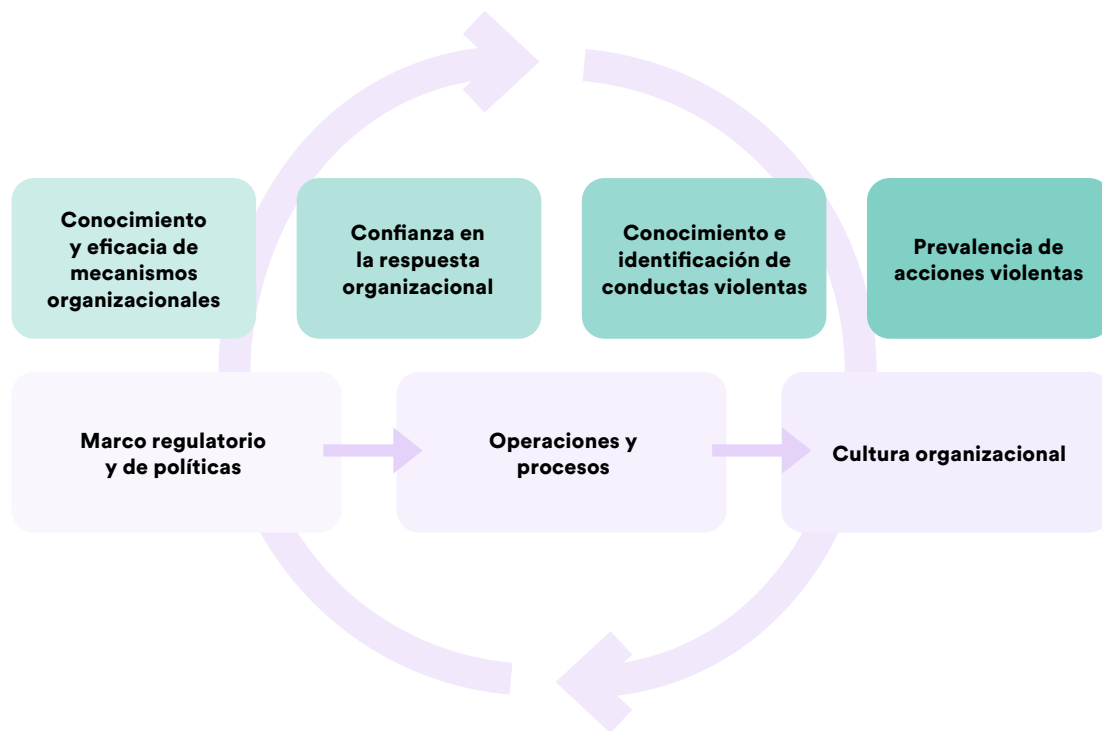 Conocimiento
y eficacia de
mecanismos
organizacionales
Confianza en
la respuesta
organizacional
Conocimiento e
identificación de
conductas violentas
Prevalencia de
acciones violentas
Marco regulatorio
y de políticas
Operaciones y
procesos
Cultura organizacional